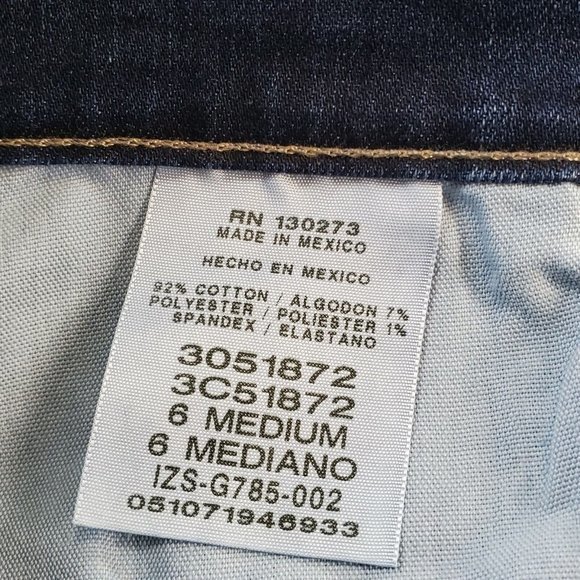 RN 130273
MADE IN MEXICO
HECHO EN MEXICO
92% COTTON / ALGODON 7%
POLYESTER / POLIESTER 1%
SPANDEX / ELASTANO
3051872
3C51872
6 MEDIUM
6 MEDIANO
IZS-G785-002
051071946933